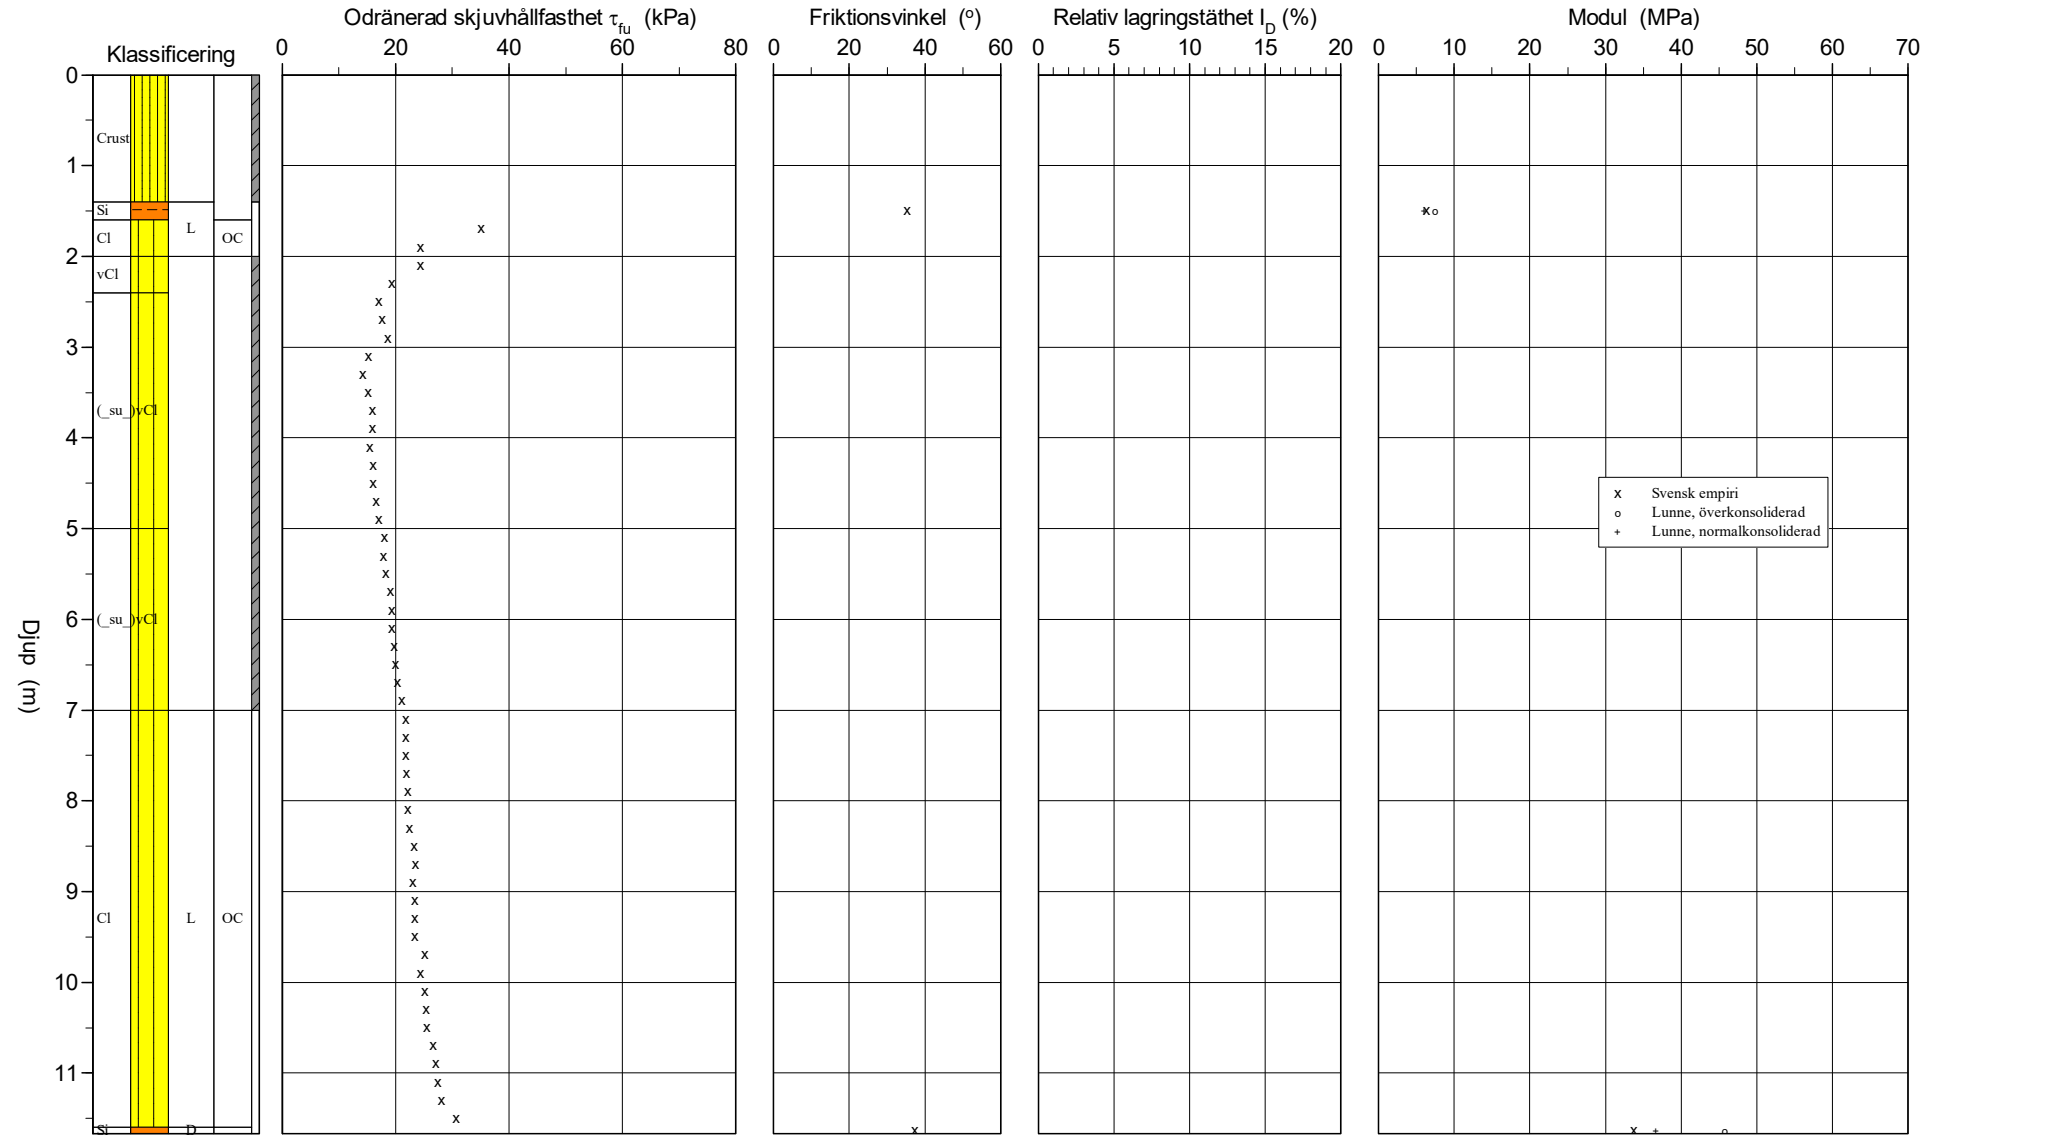 Odränerad skjuvhållfasthet τfu (kPa)
Friktionsvinkel (º)
Relativ lagringstäthet ID (%)
Modul (MPa)
Klassificering
0 20 40 60 80
0 20 40 60
0 5 10 15 20
0 10 20 30 40 50 60 70
0
Crust
1
Si
L
Cl
OC
2
vCl
3
(_su_)vCl
4
x Svensk empiri
o Lunne, överkonsoliderad
+ Lunne, normalkonsoliderad
5
(_su_)vCl
6
Djup (m)
7
8
9
Cl L OC
10
11
Si D